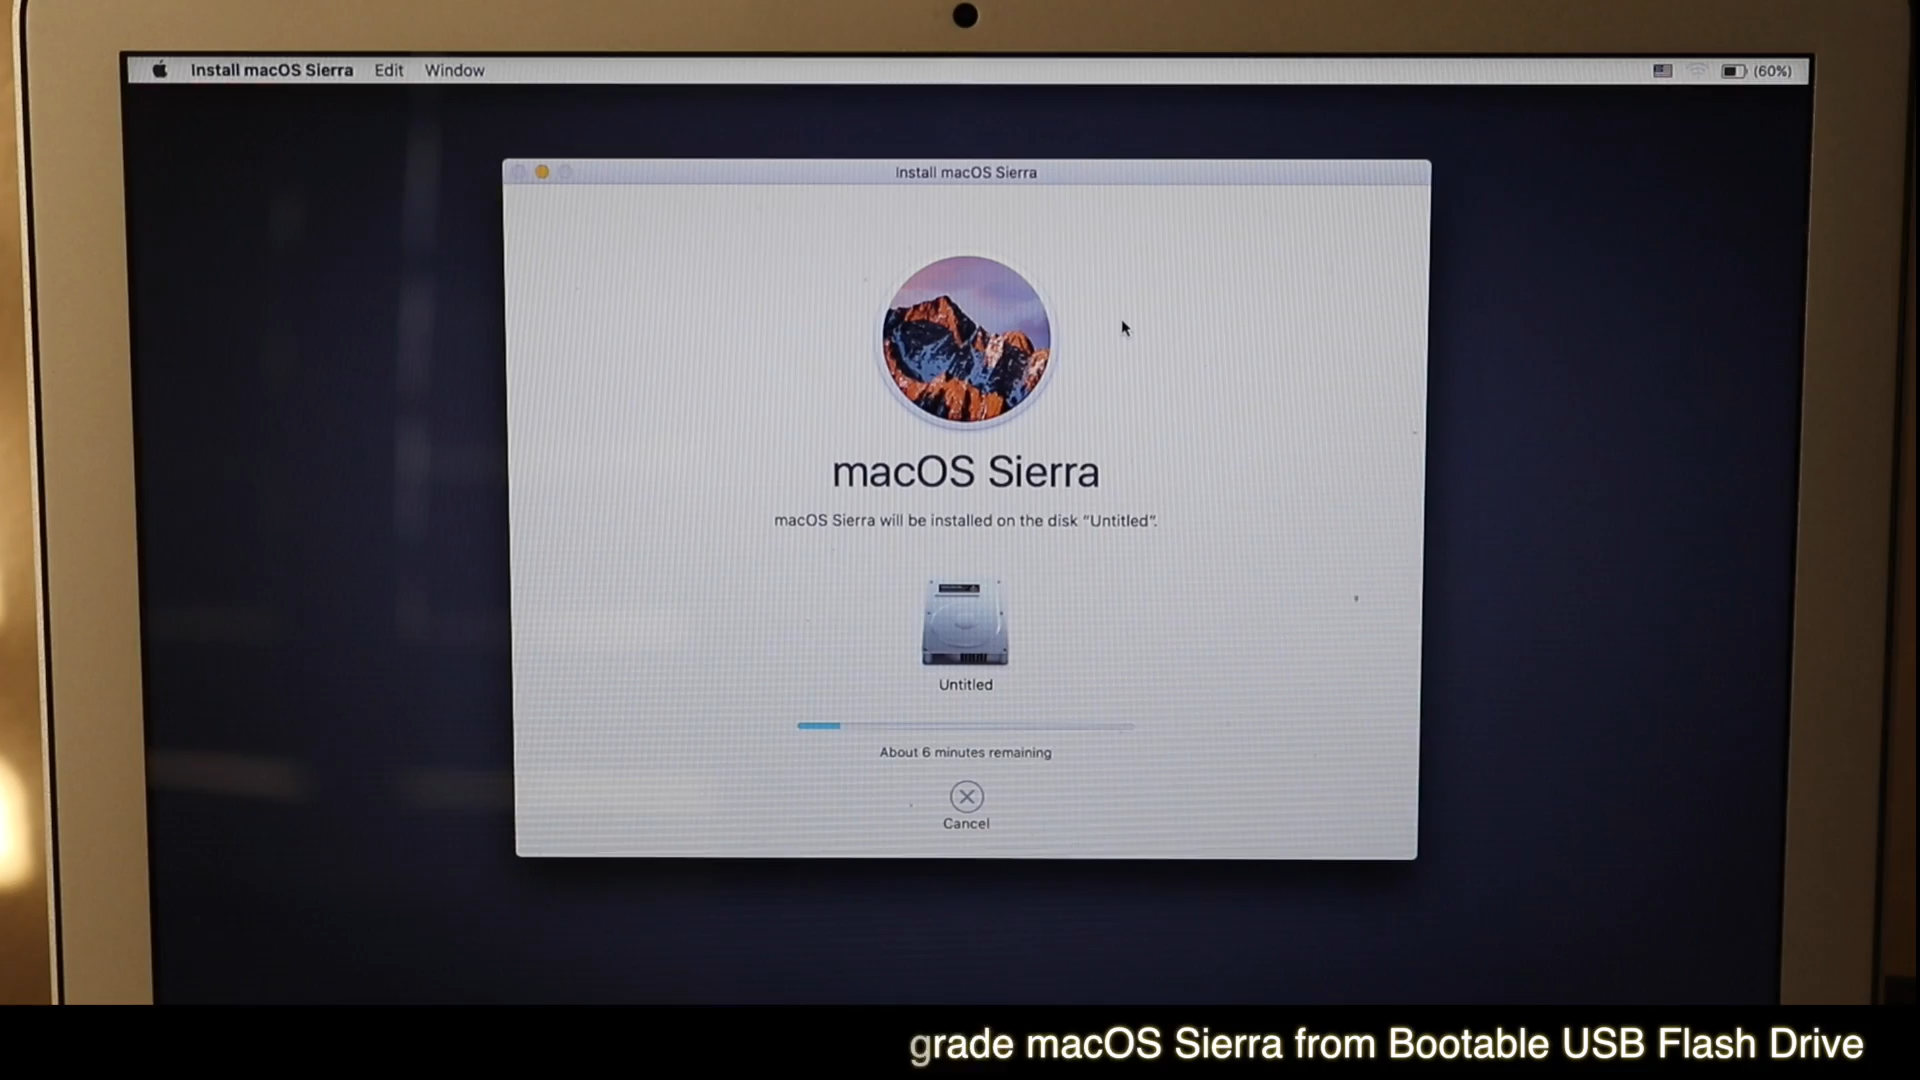 Install macOS Sierra Edit Window (60%)
Install macOS Sierra
macOS Sierra
macOS Sierra will be installed on the disk “Untitled”.
Untitled
About 6 minutes remaining
Cancel
grade macOS Sierra from Bootable USB Flash Drive